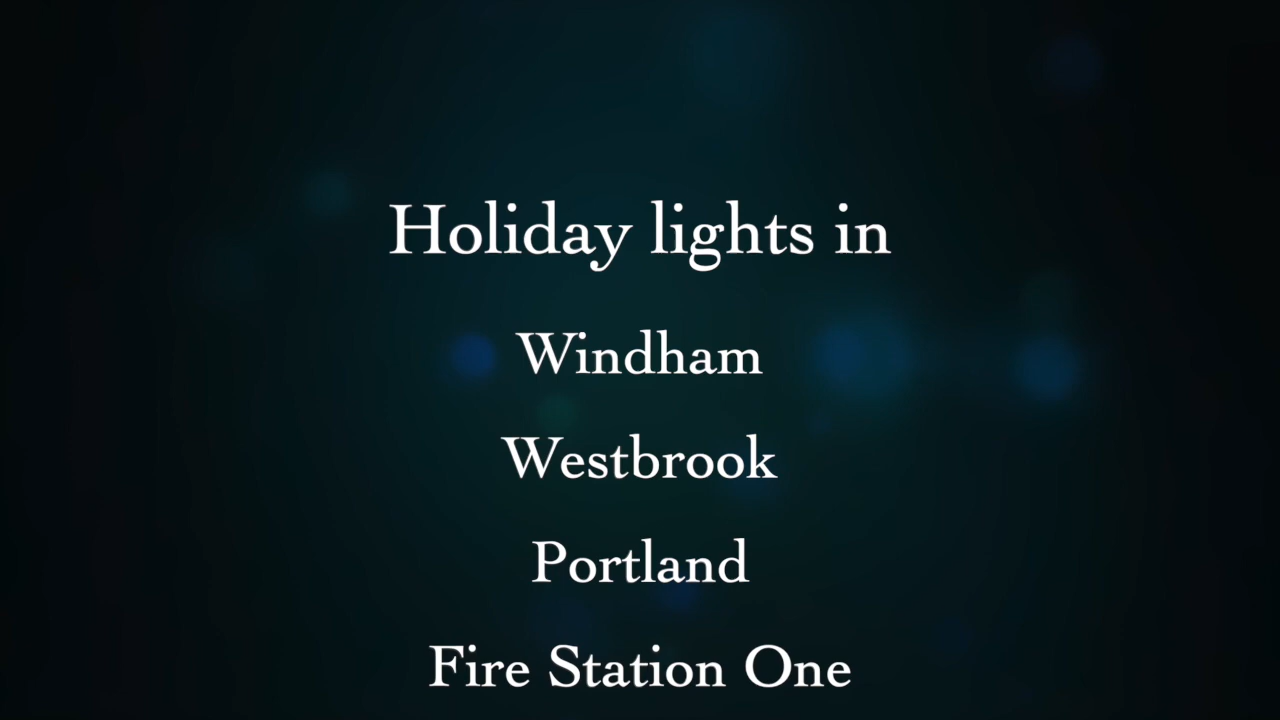 Holiday lights in
Windham
Westbrook
Portland
Fire Station One